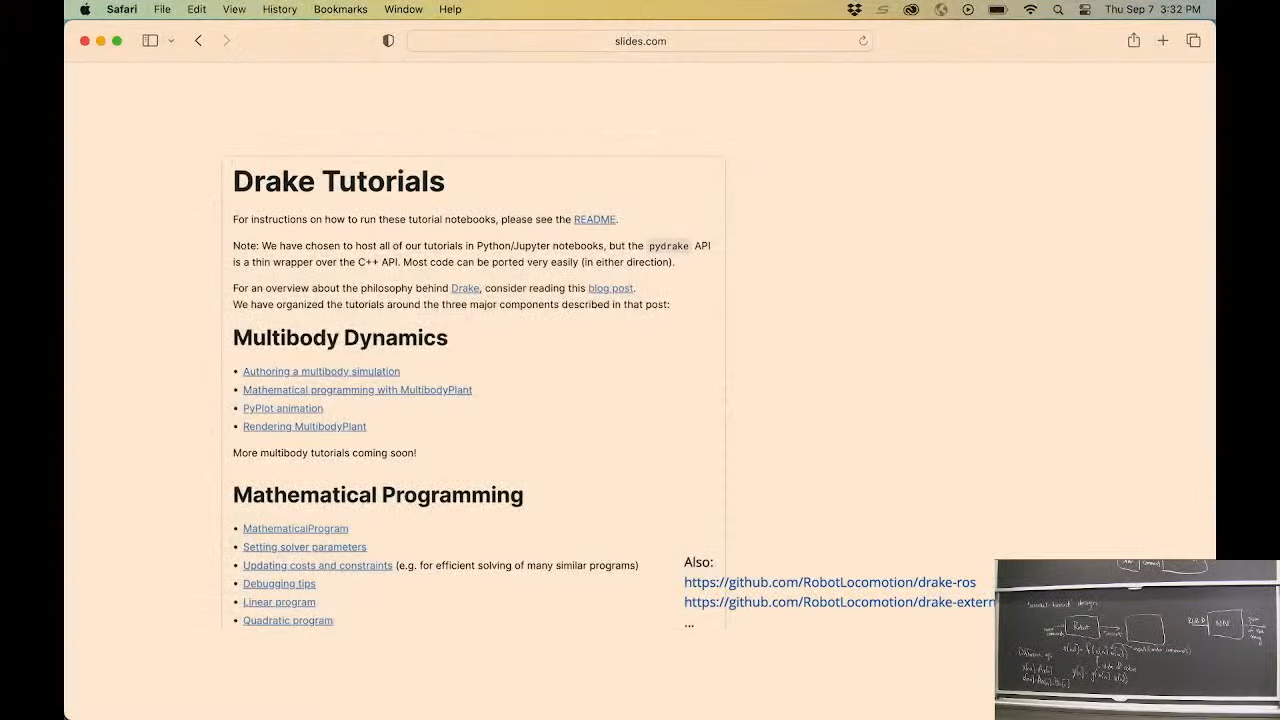 Safari File Edit View History Bookmarks Window Help Thu Sep 7 3:32 PM
slides.com
Drake Tutorials
For instructions on how to run these tutorial notebooks, please see the README.
Note: We have chosen to host all of our tutorials in Python/Jupyter notebooks, but the pydrake API
is a thin wrapper over the C++ API. Most code can be ported very easily (in either direction).
For an overview about the philosophy behind Drake, consider reading this blog post.
We have organized the tutorials around the three major components described in that post:
Multibody Dynamics
• Authoring a multibody simulation
• Mathematical programming with MultibodyPlant
• PyPlot animation
• Rendering MultibodyPlant
More multibody tutorials coming soon!
Mathematical Programming
• MathematicalProgram
• Setting solver parameters
• Updating costs and constraints (e.g. for efficient solving of many similar programs)
• Debugging tips
• Linear program
• Quadratic program
Also:
https://github.com/RobotLocomotion/drake-ros
https://github.com/RobotLocomotion/drake-extern
...
design
Robot
NN